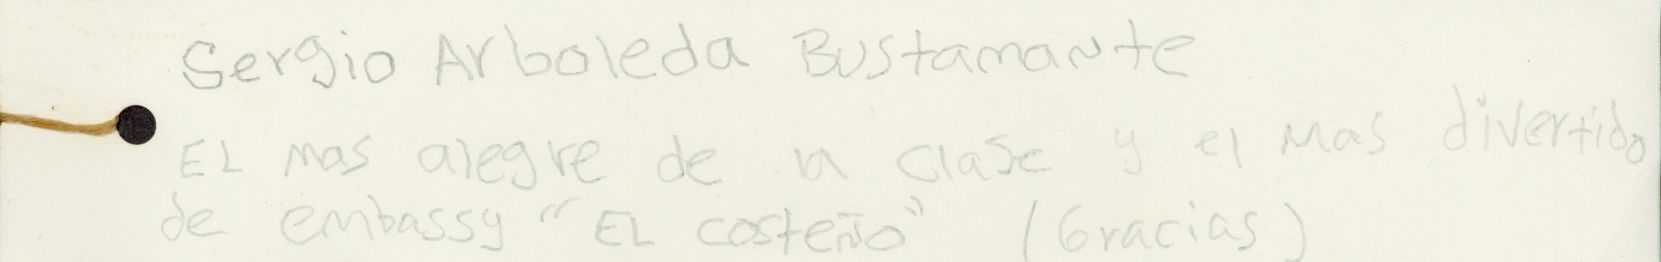 Sergio Arboleda Bustamante
EL mas alegre de la clase y el mas divertido
de embassy "EL costeño" (Gracias)